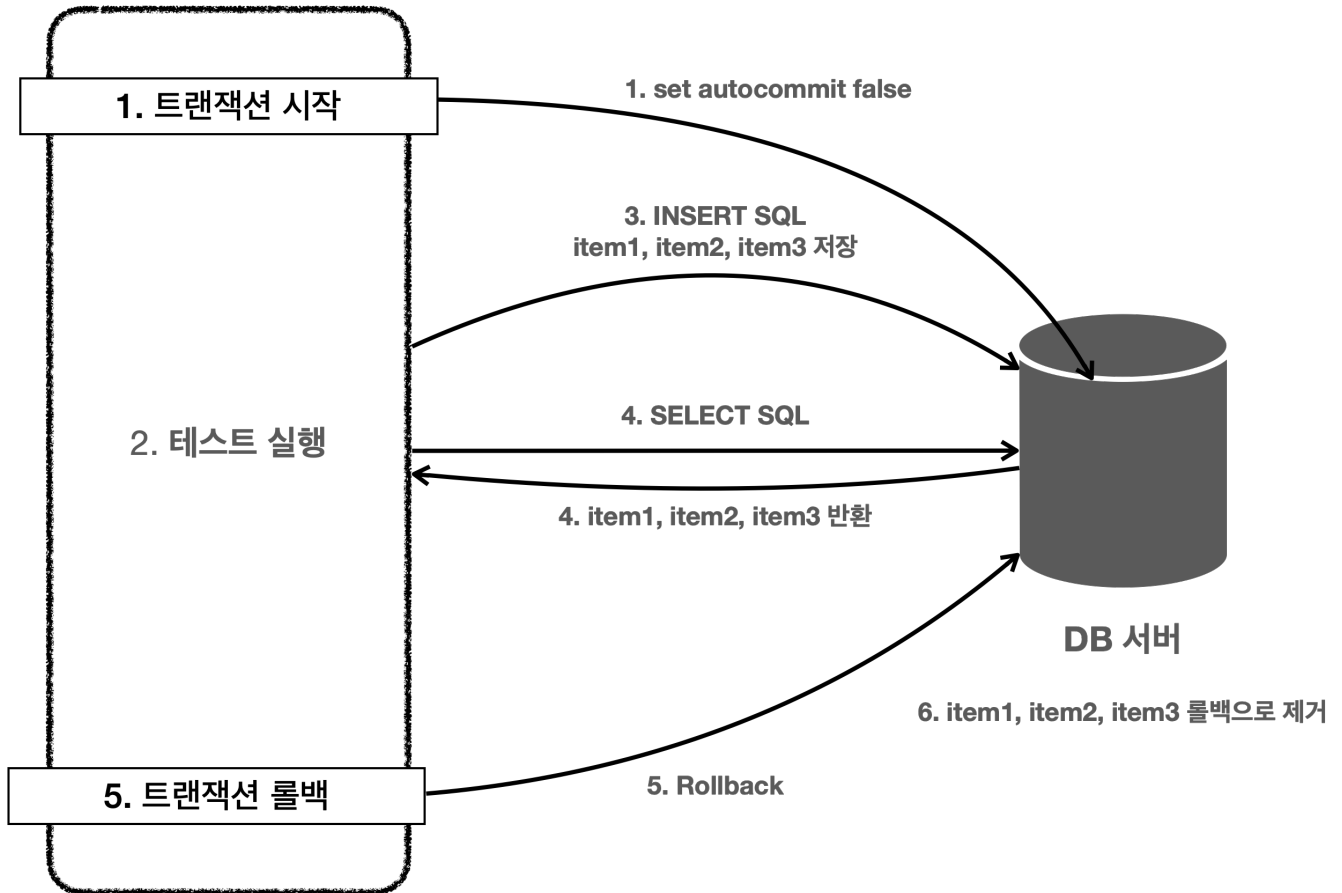 1. 트랜잭션 시작
1. set autocommit false
3. INSERT SQL
item1, item2, item3 저장
2. 테스트 실행
4. SELECT SQL
4. item1, item2, item3 반환
DB 서버
6. item1, item2, item3 롤백으로 제거
5. 트랜잭션 롤백
5. Rollback